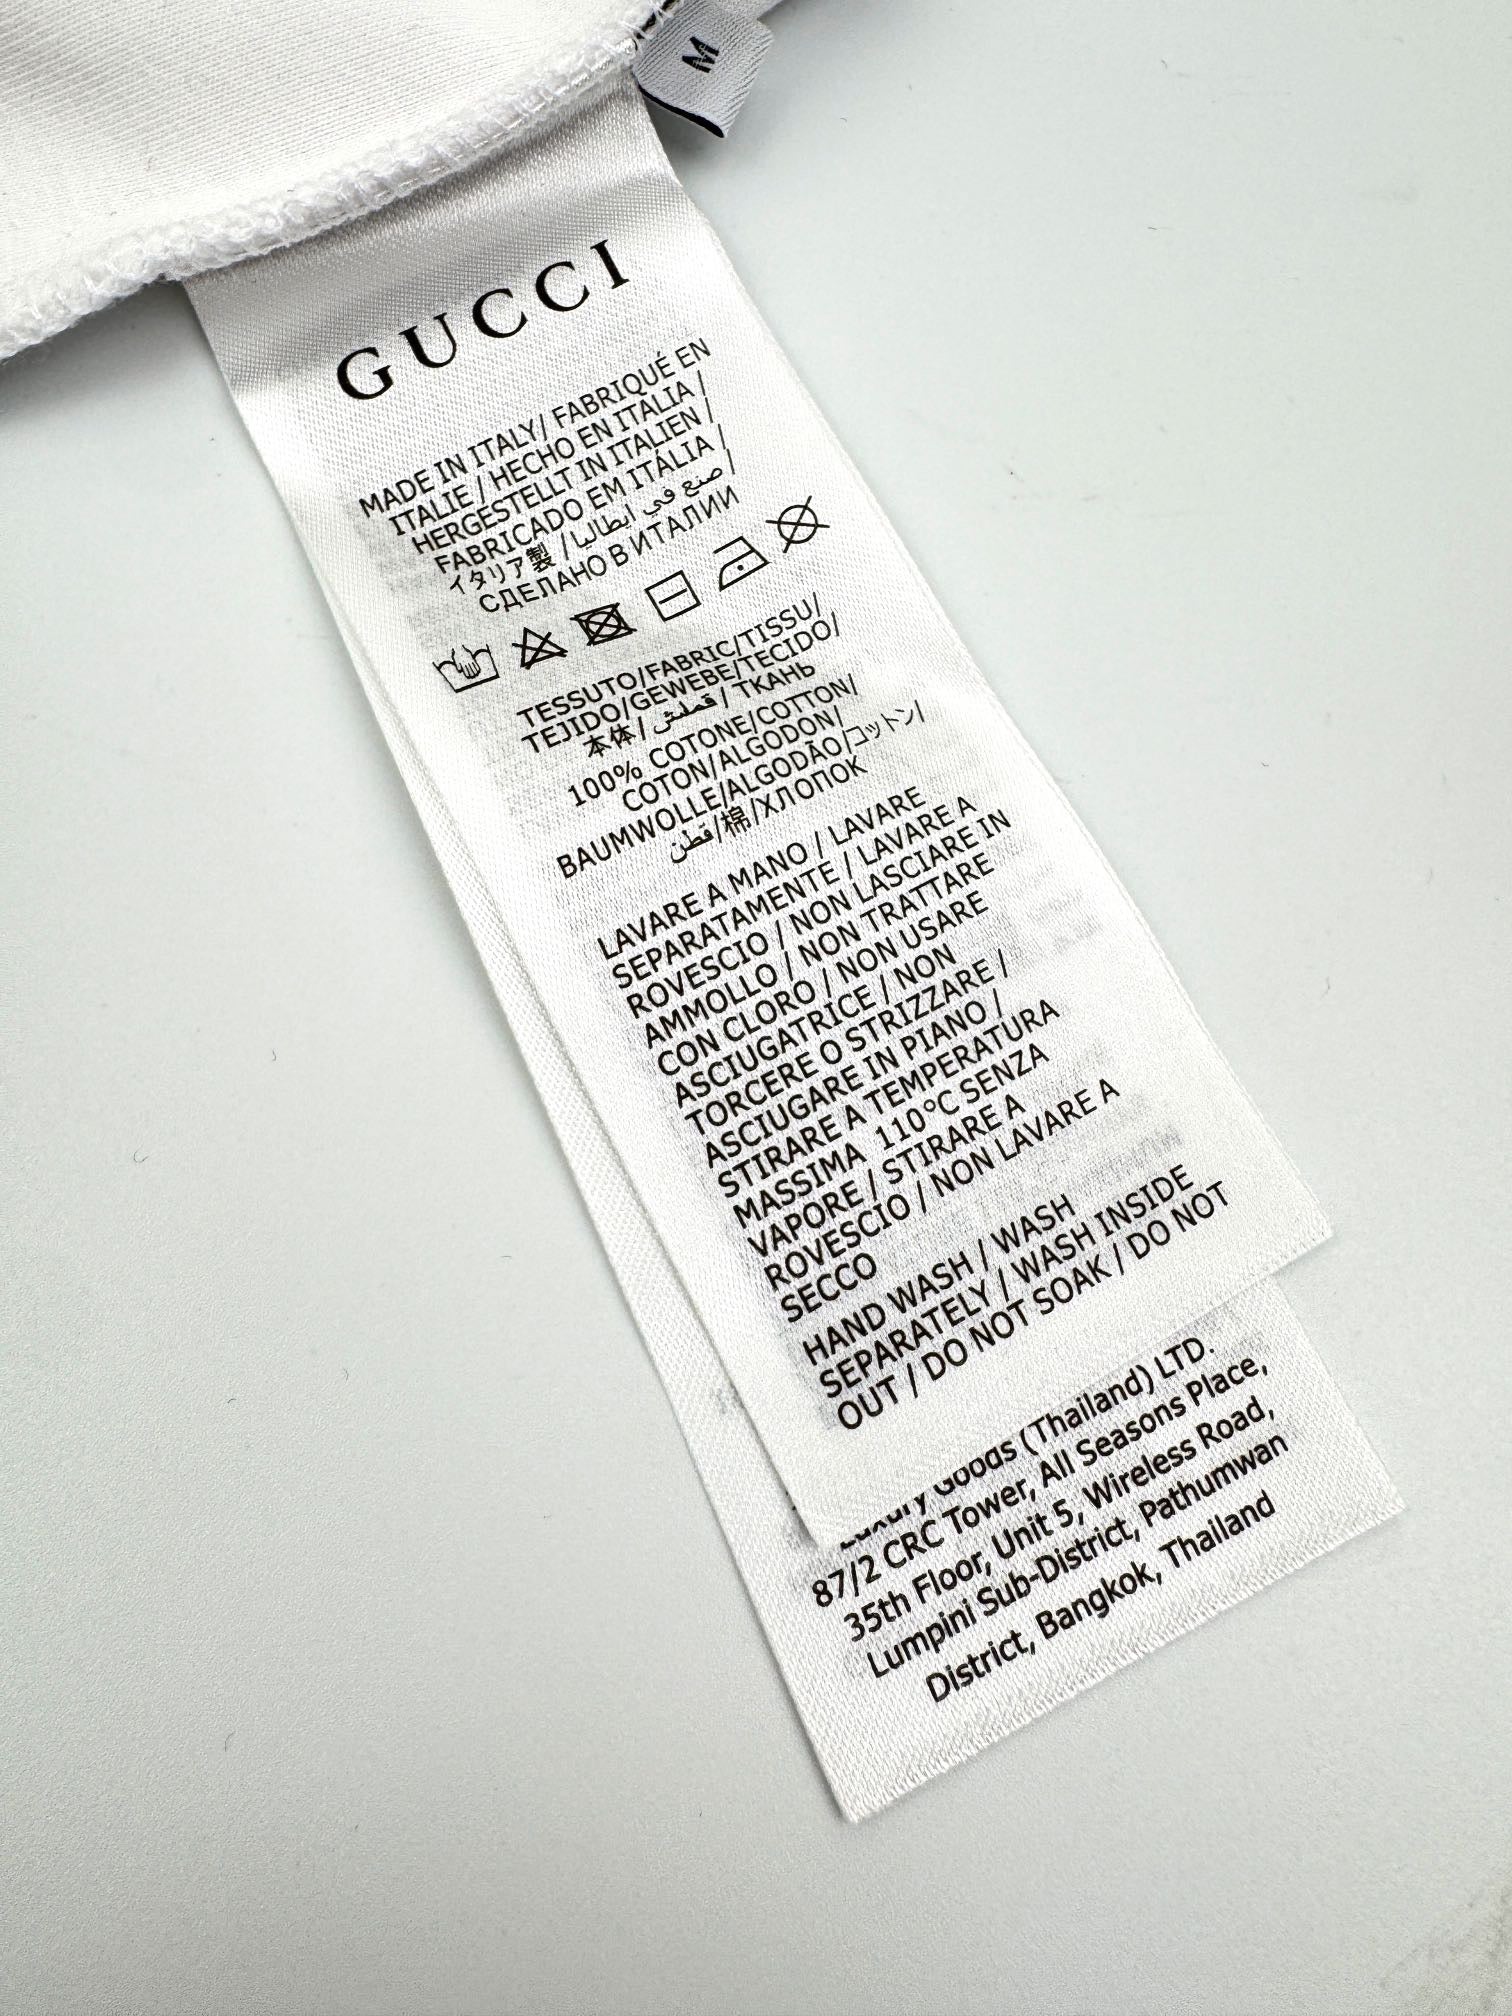 M
GUCCI
MADE IN ITALY/ FABRIQUÉ EN
ITALIE / HECHO EN ITALIA /
HERGESTELLT IN ITALIEN /
FABRICADO EM ITÁLIA /
イタリア製 / صنع في ايطاليا /
СДЕЛАНО В ИТАЛИИ
TESSUTO/FABRIC/TISSU/
TEJIDO/GEWEBE/TECIDO/
本体/ قملش / ТКАНЬ
100% COTONE/COTTON/
COTON/ALGODON/
BAUMWOLLE/ALGODÃO/コットン/
قطن/棉/ХЛОПОК
LAVARE A MANO / LAVARE
SEPARATAMENTE / LAVARE A
ROVESCIO / NON LASCIARE IN
AMMOLLO / NON TRATTARE
CON CLORO / NON USARE
ASCIUGATRICE / NON
TORCERE O STRIZZARE /
ASCIUGARE IN PIANO /
STIRARE A TEMPERATURA
MASSIMA 110°C SENZA
VAPORE / STIRARE A
ROVESCIO / NON LAVARE A
SECCO
HAND WASH / WASH
SEPARATELY / WASH INSIDE
OUT / DO NOT SOAK / DO NOT
Luxury Goods (Thailand) LTD.
87/2 CRC Tower, All Seasons Place,
35th Floor, Unit 5, Wireless Road,
Lumpini Sub-District, Pathumwan
District, Bangkok, Thailand